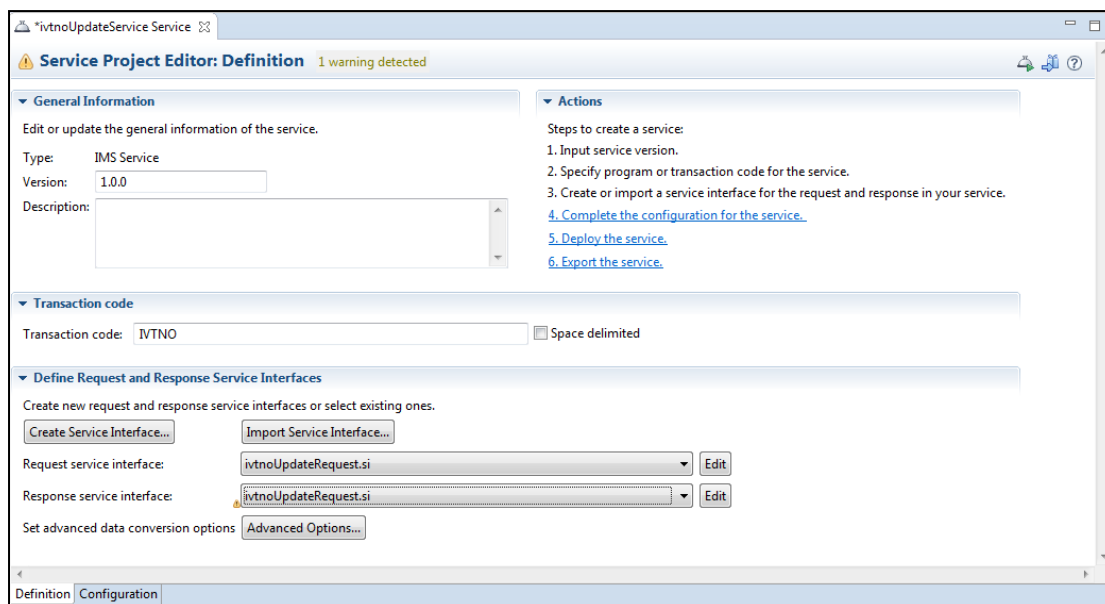 *ivtnoUpdateService Service
Service Project Editor: Definition 1 warning detected
General Information
Edit or update the general information of the service.
Type: IMS Service
Version: 1.0.0
Description:
Actions
Steps to create a service:
1. Input service version.
2. Specify program or transaction code for the service.
3. Create or import a service interface for the request and response in your service.
4. Complete the configuration for the service.
5. Deploy the service.
6. Export the service.
Transaction code
Transaction code: IVTNO Space delimited
Define Request and Response Service Interfaces
Create new request and response service interfaces or select existing ones.
Create Service Interface... Import Service Interface...
Request service interface: ivtnoUpdateRequest.si Edit
Response service interface: ivtnoUpdateRequest.si Edit
Set advanced data conversion options Advanced Options...
Definition Configuration